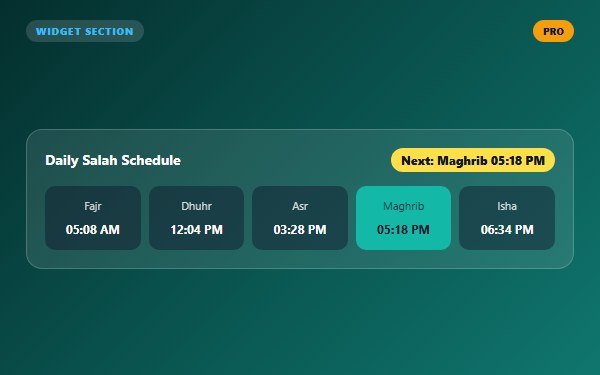 WIDGET SECTION
PRO
Daily Salah Schedule
Next: Maghrib 05:18 PM
Fajr
05:08 AM
Dhuhr
12:04 PM
Asr
03:28 PM
Maghrib
05:18 PM
Isha
06:34 PM